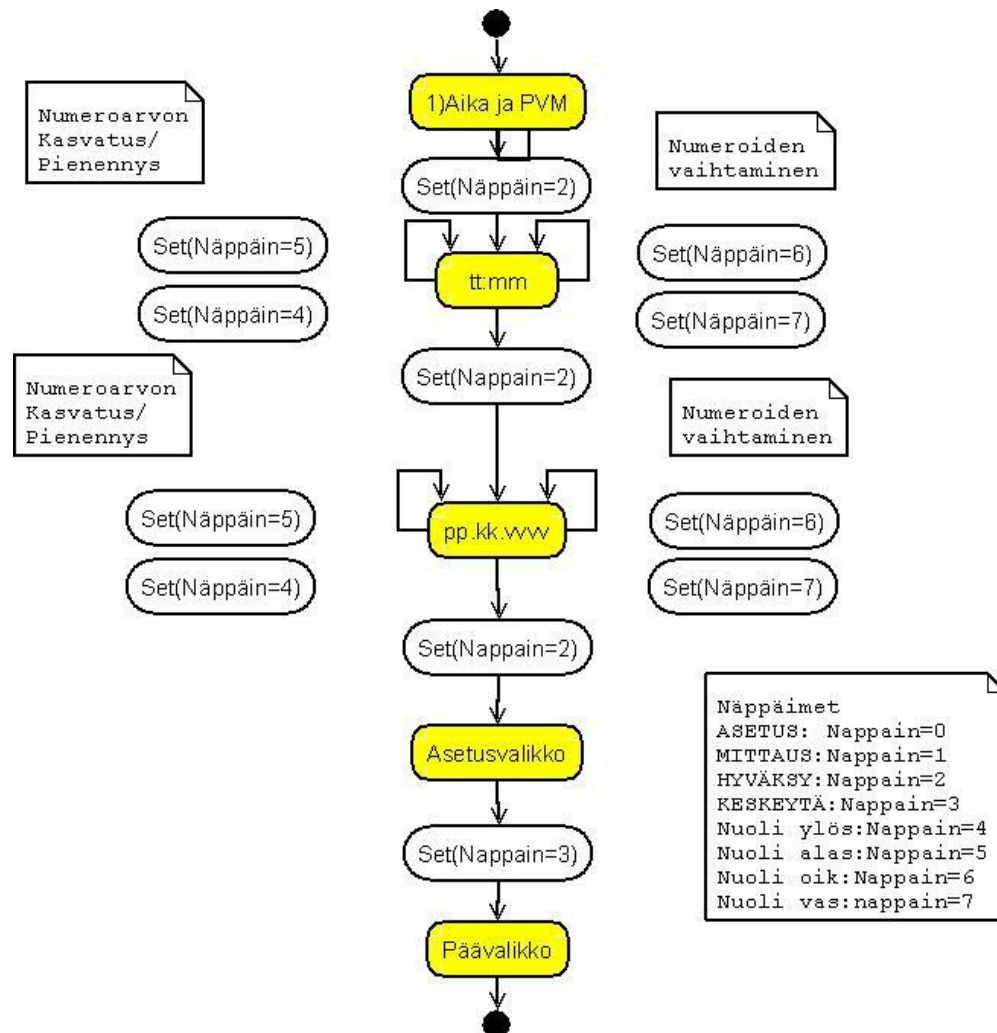 1)Aika ja PVM
Numeroarvon
Kasvatus/
Pienennys
Numeroiden
vaihtaminen
Set(Näppäin=2)
Set(Näppäin=5)
Set(Näppäin=6)
tt:mm
Set(Näppäin=4)
Set(Näppäin=7)
Set(Nappain=2)
Numeroarvon
Kasvatus/
Pienennys
Numeroiden
vaihtaminen
Set(Näppäin=5)
Set(Näppäin=6)
pp.kk.vvvv
Set(Näppäin=4)
Set(Näppäin=7)
Set(Nappain=2)
Asetusvalikko
Set(Nappain=3)
Päävalikko
Näppäimet
ASETUS: Nappain=0
MITTAUS:Nappain=1
HYVÄKSY:Nappain=2
KESKEYTÄ:Nappain=3
Nuoli ylös:Nappain=4
Nuoli alas:Nappain=5
Nuoli oik:Nappain=6
Nuoli vas:nappain=7